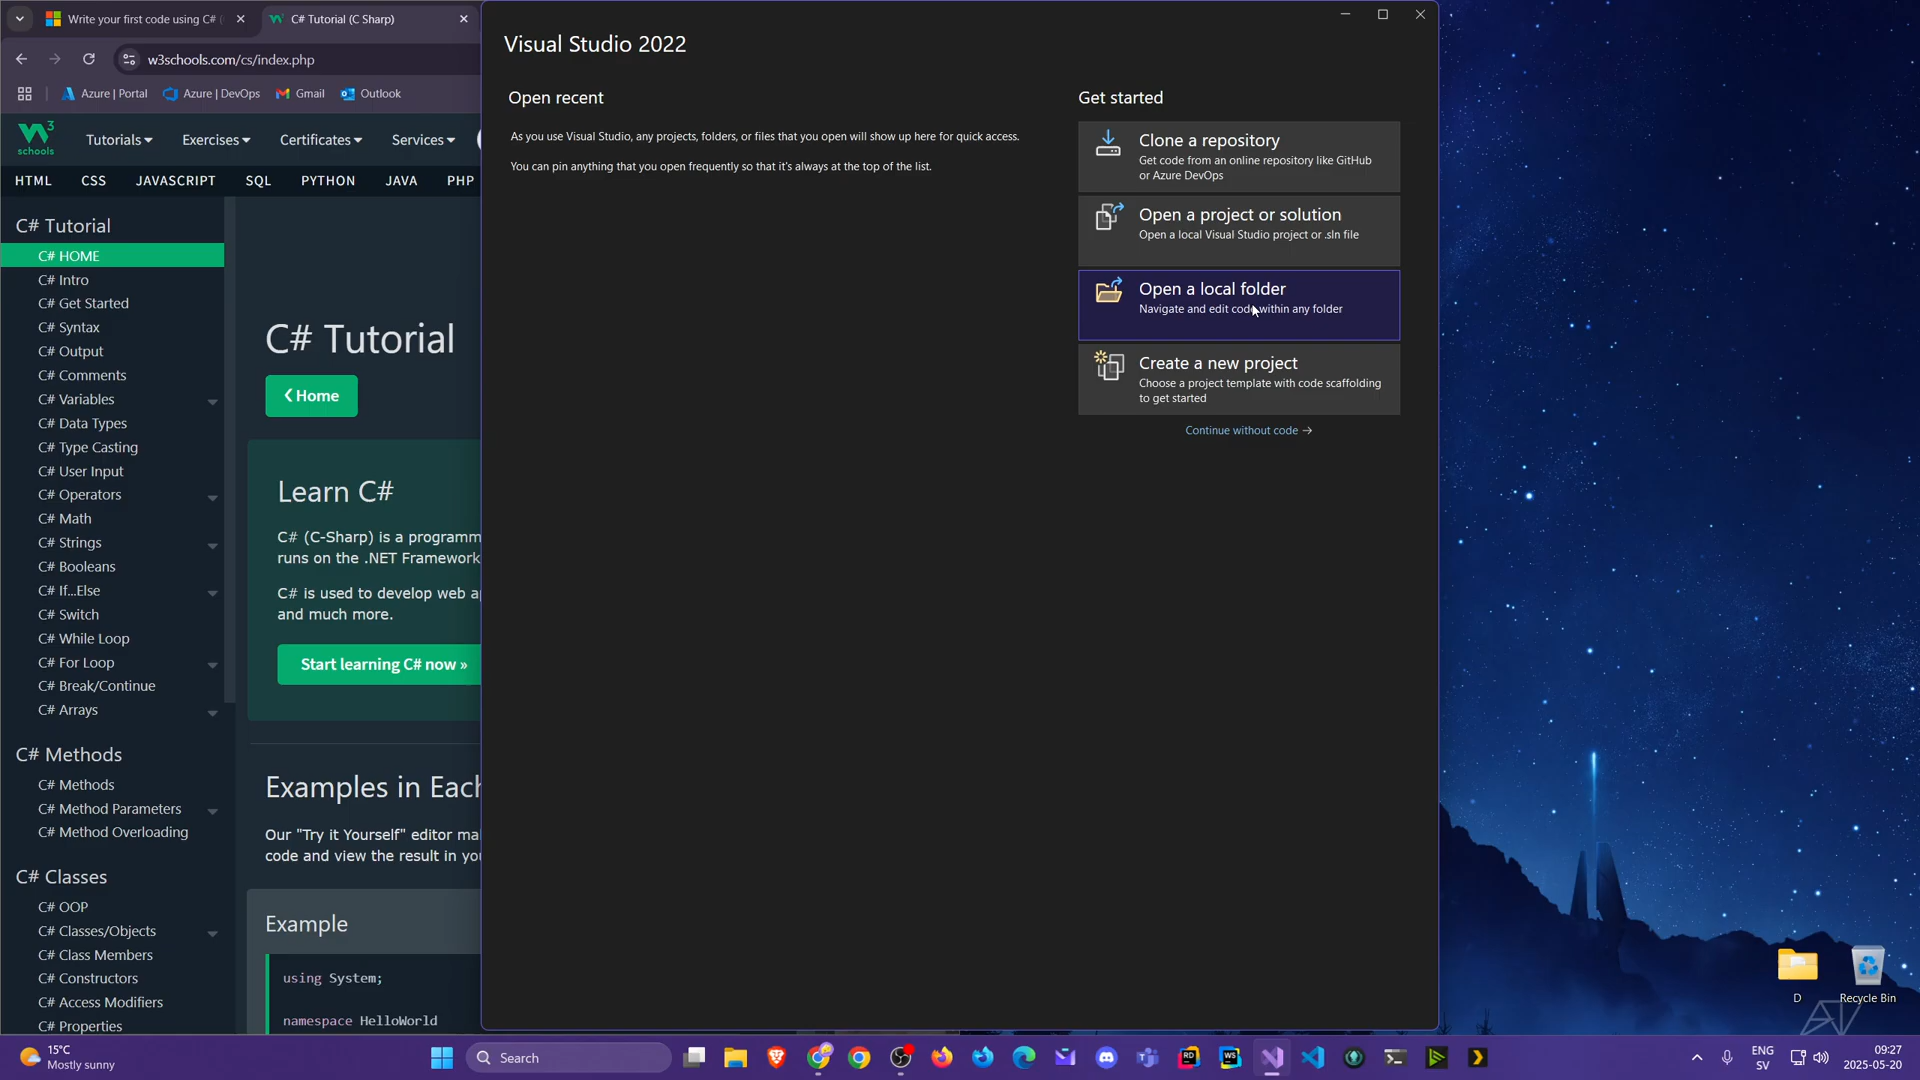 Write your first code using C# (
C# Tutorial (C Sharp)
w3schools.com/cs/index.php
Azure | Portal
Azure | DevOps
Gmail
Outlook
W3
schools
Tutorials
Exercises
Certificates
Services
HTML CSS JAVASCRIPT SQL PYTHON JAVA PHP
C# Tutorial
C# HOME
C# Intro
C# Get Started
C# Syntax
C# Output
C# Comments
C# Variables
C# Data Types
C# Type Casting
C# User Input
C# Operators
C# Math
C# Strings
C# Booleans
C# If...Else
C# Switch
C# While Loop
C# For Loop
C# Break/Continue
C# Arrays
C# Methods
C# Methods
C# Method Parameters
C# Method Overloading
C# Classes
C# OOP
C# Classes/Objects
C# Class Members
C# Constructors
C# Access Modifiers
C# Properties
C# Tutorial
❮ Home
Learn C#
C# (C-Sharp) is a programm
runs on the .NET Framework
C# is used to develop web a
and much more.
Start learning C# now »
Examples in Each
Our "Try it Yourself" editor ma
code and view the result in yo
Example
using System;
namespace HelloWorld
Visual Studio 2022
Open recent
As you use Visual Studio, any projects, folders, or files that you open will show up here for quick access.
You can pin anything that you open frequently so that it's always at the top of the list.
Get started
Clone a repository
Get code from an online repository like GitHub
or Azure DevOps
Open a project or solution
Open a local Visual Studio project or .sln file
Open a local folder
Navigate and edit code within any folder
Create a new project
Choose a project template with code scaffolding
to get started
Continue without code →
D
Recycle Bin
15°C
Mostly sunny
Search
RD
WS
ENG
SV
09:27
2025-05-20